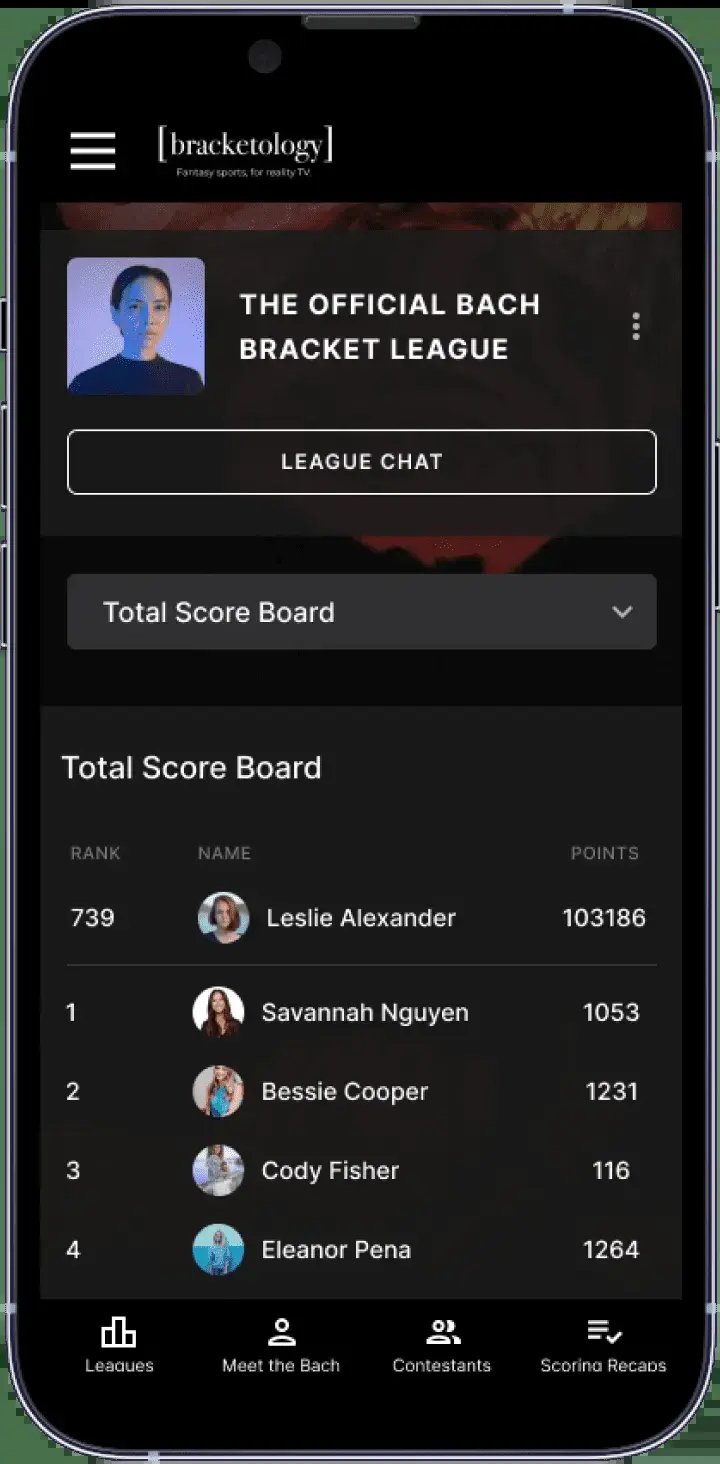 [bracketology]
Fantasy sports, for reality TV.
THE OFFICIAL BACH
BRACKET LEAGUE
LEAGUE CHAT
Total Score Board
Total Score Board
RANK NAME POINTS
739 Leslie Alexander 103186
1 Savannah Nguyen 1053
2 Bessie Cooper 1231
3 Cody Fisher 116
4 Eleanor Pena 1264
Leagues Meet the Bach Contestants Scoring Recaps